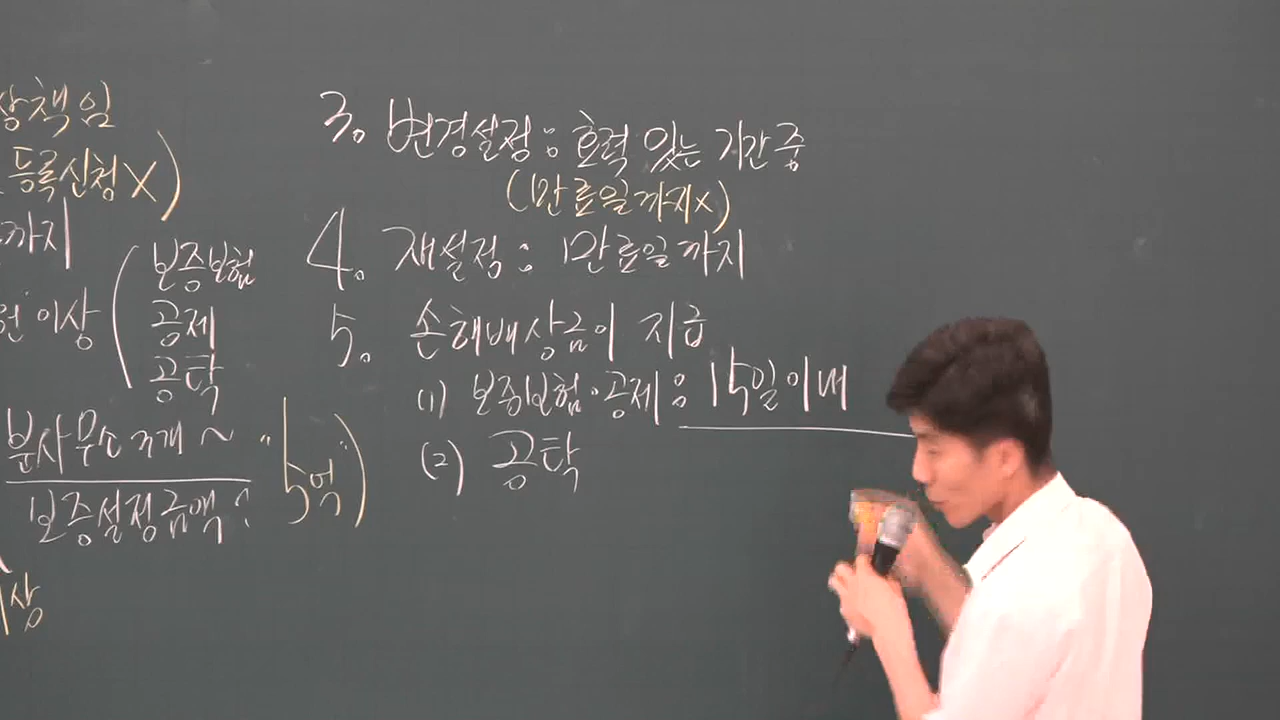 상책임
등록신청X)
까지
원 이상 (보증보험
공제
공탁
분사무소 7개 ~
보증설정금액 : "5억")
이상
3. 변경설정 : 효력 있는 기간 중
(만료일까지x)
4. 재설정 : 만료일까지
5. 손해배상금이 지급
(1) 보증보험·공제 : 15일 이내
(2) 공탁